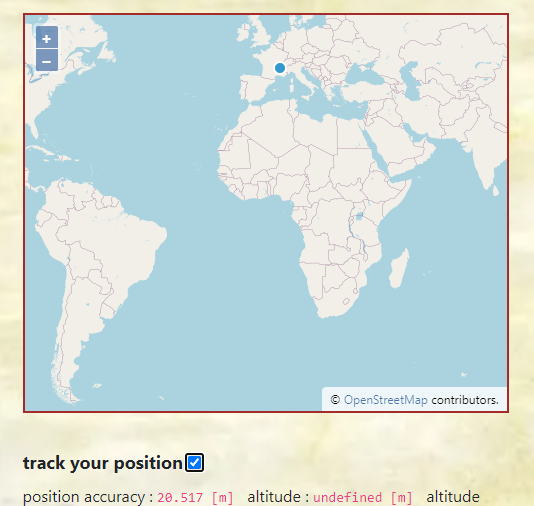 +
−
© OpenStreetMap contributors.
track your position
position accuracy : 20.517 [m] altitude : undefined [m] altitude